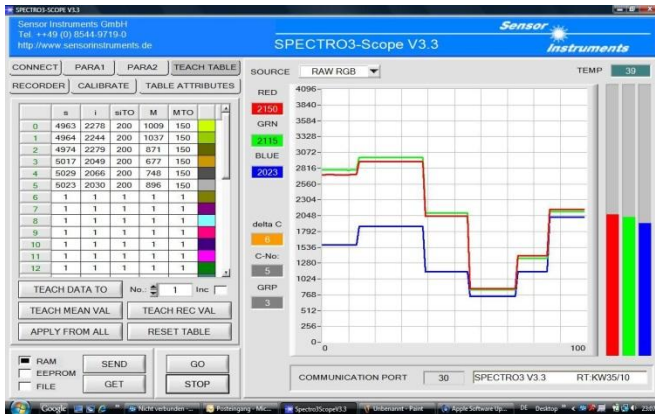 SPECTRO3-SCOPE V3.3
Sensor Instruments GmbH
Tel. ++49 (0) 8544-9719-0
http://www.sensorinstruments.de
SPECTRO3-Scope V3.3
Sensor
Instruments
CONNECT PARA1 PARA2 TEACH TABLE
RECORDER CALIBRATE TABLE ATTRIBUTES
s i siTO M MTO
0 4963 2278 200 1009 150
1 4964 2244 200 1037 150
2 4974 2279 200 871 150
3 5017 2049 200 677 150
4 5029 2066 200 748 150
5 5023 2030 200 896 150
6 1 1 1 1 1
7 1 1 1 1 1
8 1 1 1 1 1
9 1 1 1 1 1
10 1 1 1 1 1
11 1 1 1 1 1
12 1 1 1 1 1
TEACH DATA TO No.: 1 Inc
TEACH MEAN VAL TEACH REC VAL
APPLY FROM ALL RESET TABLE
RAM
EEPROM
FILE
SEND GO
GET STOP
SOURCE RAW RGB TEMP 39
RED
2150
GRN
2115
BLUE
2023
delta C
6
C-No:
5
GRP
3
4096-
3840-
3584-
3328-
3072-
2816-
2560-
2304-
2048-
1792-
1536-
1280-
1024-
768-
512-
256-
0-
0 100
COMMUNICATION PORT 30 SPECTRO3 V3.3 RT:KW35/10
Google Nicht verbunden -... Posteingang - Mic... Spectro3ScopeV3.3 Unbenannt - Paint Apple Software Up... DE Desktop